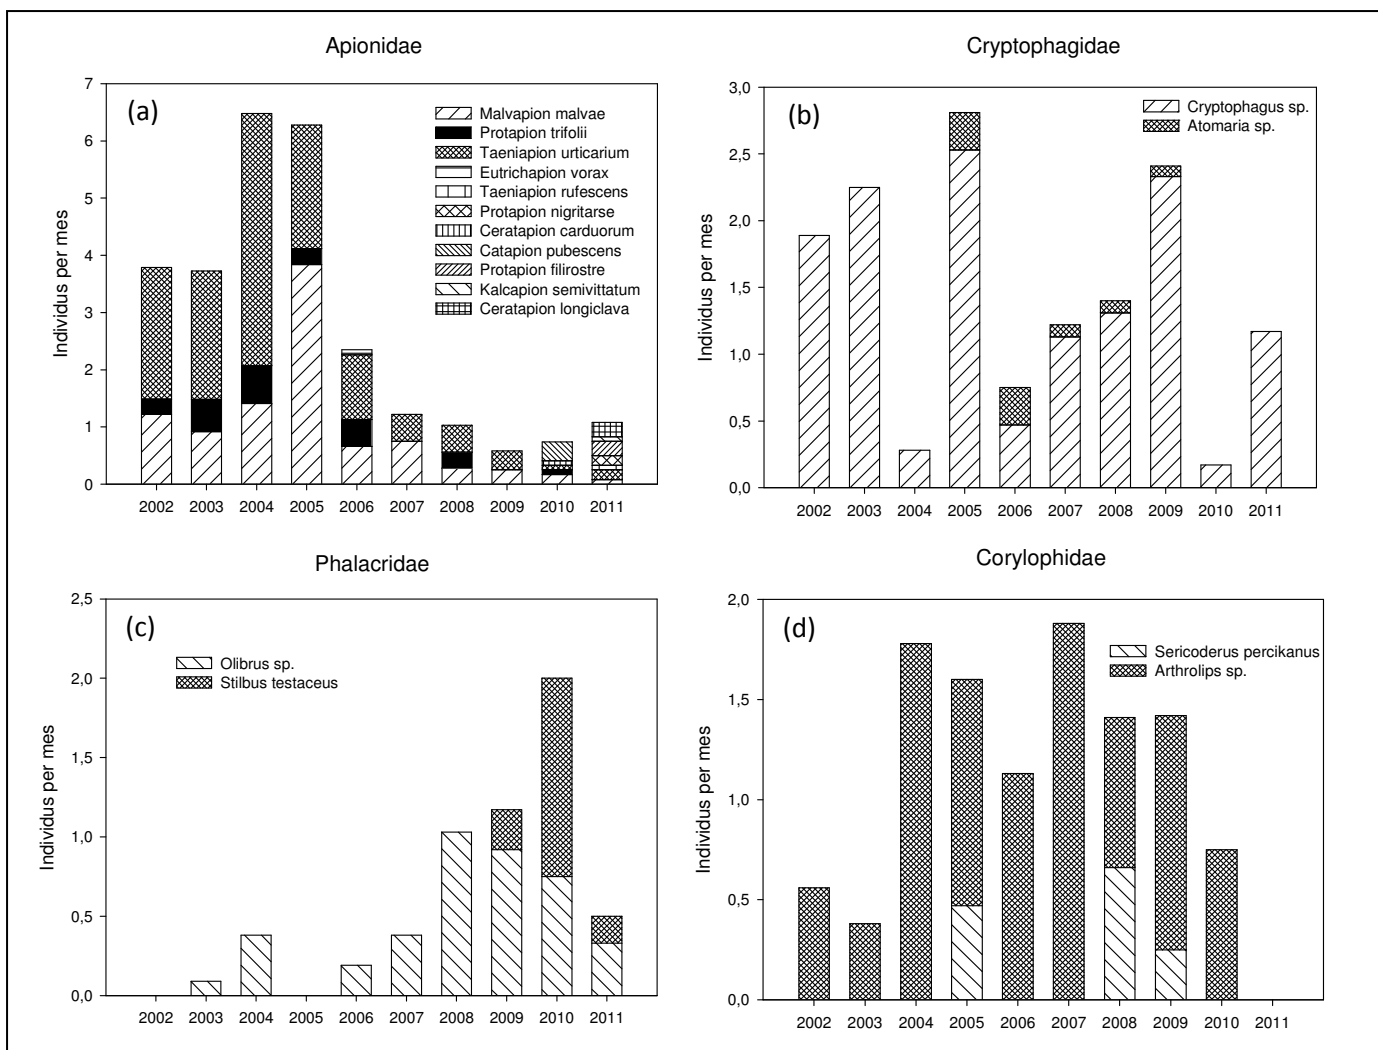 Apionidae
(a)
Individus per mes
7
6
5
4
3
2
1
0
Malvapion malvae
Protapion trifolii
Taeniapion urticarium
Eutrichapion vorax
Taeniapion rufescens
Protapion nigritarse
Ceratapion carduorum
Catapion pubescens
Protapion filirostre
Kalcapion semivittatum
Ceratapion longiclava
2002 2003 2004 2005 2006 2007 2008 2009 2010 2011
Cryptophagidae
(b)
Individus per mes
3,0
2,5
2,0
1,5
1,0
0,5
0,0
Cryptophagus sp.
Atomaria sp.
2002 2003 2004 2005 2006 2007 2008 2009 2010 2011
Phalacridae
(c)
Individus per mes
2,5
2,0
1,5
1,0
0,5
0,0
Olibrus sp.
Stilbus testaceus
2002 2003 2004 2005 2006 2007 2008 2009 2010 2011
Corylophidae
(d)
Individus per mes
2,0
1,5
1,0
0,5
0,0
Sericoderus percikanus
Arthrolips sp.
2002 2003 2004 2005 2006 2007 2008 2009 2010 2011